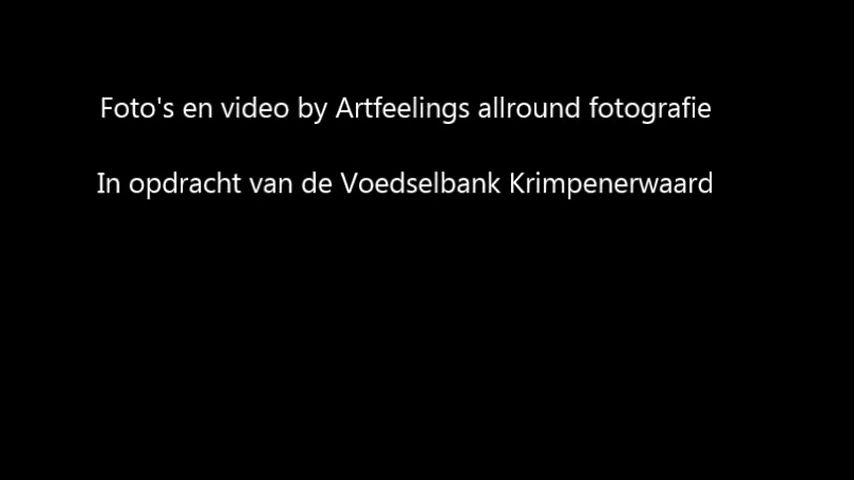 Foto's en video by Artfeelings allround fotografie
In opdracht van de Voedselbank Krimpenerwaard